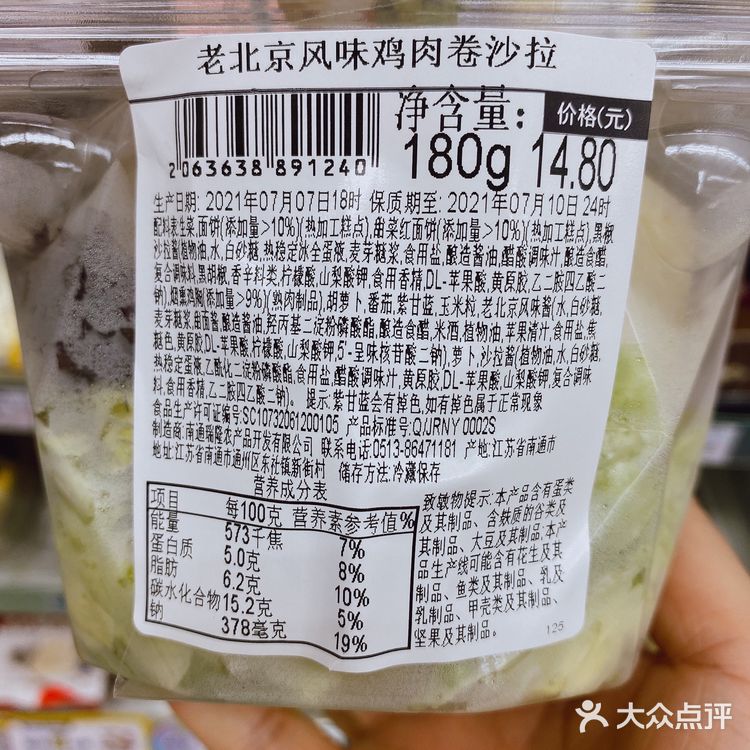 老北京风味鸡肉卷沙拉
净含量:
180g
价格(元)
14.80
2 063638 891240
生产日期: 2021年07月07日18时 保质期至: 2021年07月10日24时
配料表:生菜,面饼(添加量>10%)(热加工糕点),甜菜红面饼(添加量>10%)(热加工糕点),黑椒
沙拉酱(植物油,水,白砂糖,热稳定冰全蛋液,麦芽糖浆,食用盐,酿造酱油,醋酸调味汁,酿造食醋,
复合调味料,黑胡椒,香辛料类,柠檬酸,山梨酸钾,食用香精,DL-苹果酸,黄原胶,乙二胺四乙酸二
钠),烟熏鸡胸(添加量>9%)(熟肉制品),胡萝卜,番茄,紫甘蓝,玉米粒,老北京风味酱(水,白砂糖,
麦芽糖浆,甜面酱,酿造酱油,羟丙基二淀粉磷酸酯,酿造食醋,米酒,植物油,苹果清汁,食用盐,焦
糖色,黄原胶,DL-苹果酸,柠檬酸,山梨酸钾,5'-呈味核苷酸二钠),萝卜,沙拉酱(植物油,水,白砂糖,
热稳定蛋液,乙酰化二淀粉磷酸酯,食用盐,醋酸调味汁,黄原胶,DL-苹果酸,山梨酸钾,复合调味
料,食用香精,乙二胺四乙酸二钠)。 提示:紫甘蓝会有掉色,如有掉色属于正常现象
食品生产许可证编号:SC10732061200105 产品标准号:Q/JRNY 0002S
制造商:南通瑞隆农产品开发有限公司 联系电话:0513-86471181 产地:江苏省南通市
地址:江苏省南通市通州区东社镇新街村 储存方法:冷藏保存
营养成分表
项目 每100克 营养素参考值%
能量 573千焦 7%
蛋白质 5.0克 8%
脂肪 6.2克 10%
碳水化合物 15.2克 5%
钠 378毫克 19%
致敏物提示:本产品含有蛋类
及其制品、含麸质的谷类及
其制品、大豆及其制品;本产
品生产线可能含有花生及其
制品、鱼类及其制品、乳及
乳制品、甲壳类及其制品、
坚果及其制品。
125
大众点评